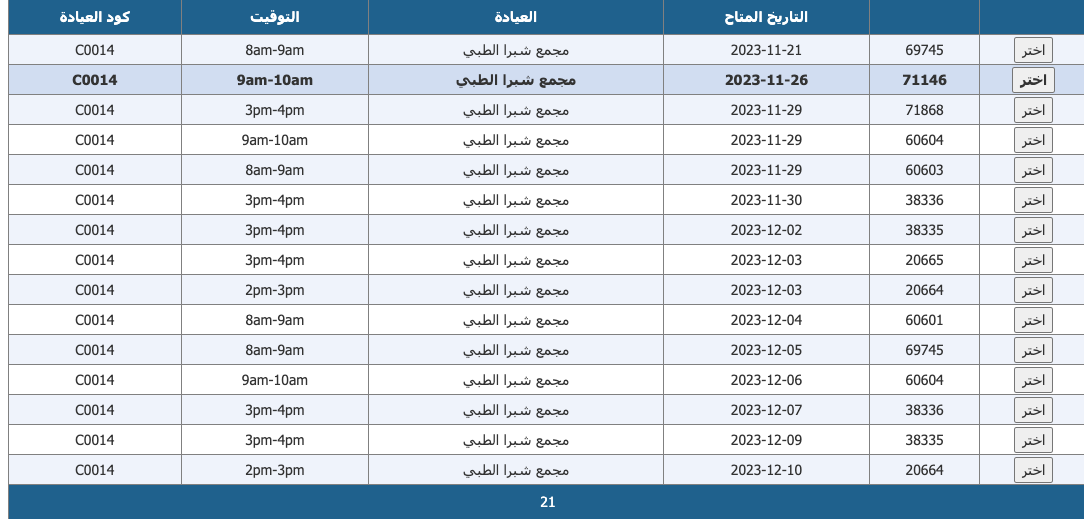 التاريخ المتاح العيادة التوقيت كود العيادة
اختر 69745 2023-11-21 مجمع شبرا الطبي 8am-9am C0014
اختر 71146 2023-11-26 مجمع شبرا الطبي 9am-10am C0014
اختر 71868 2023-11-29 مجمع شبرا الطبي 3pm-4pm C0014
اختر 60604 2023-11-29 مجمع شبرا الطبي 9am-10am C0014
اختر 60603 2023-11-29 مجمع شبرا الطبي 8am-9am C0014
اختر 38336 2023-11-30 مجمع شبرا الطبي 3pm-4pm C0014
اختر 38335 2023-12-02 مجمع شبرا الطبي 3pm-4pm C0014
اختر 20665 2023-12-03 مجمع شبرا الطبي 3pm-4pm C0014
اختر 20664 2023-12-03 مجمع شبرا الطبي 2pm-3pm C0014
اختر 60601 2023-12-04 مجمع شبرا الطبي 8am-9am C0014
اختر 69745 2023-12-05 مجمع شبرا الطبي 8am-9am C0014
اختر 60604 2023-12-06 مجمع شبرا الطبي 9am-10am C0014
اختر 38336 2023-12-07 مجمع شبرا الطبي 3pm-4pm C0014
اختر 38335 2023-12-09 مجمع شبرا الطبي 3pm-4pm C0014
اختر 20664 2023-12-10 مجمع شبرا الطبي 2pm-3pm C0014
21